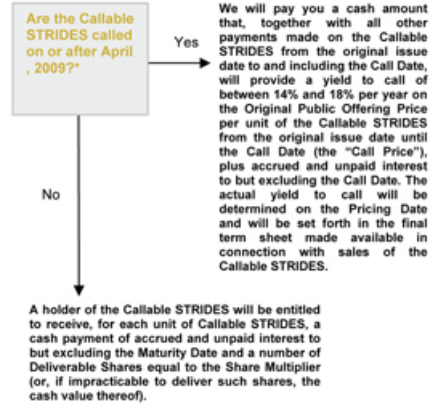 Are the Callable
STRIDES called
on or after April
, 2009?*
Yes
We will pay you a cash amount
that, together with all other
payments made on the Callable
STRIDES from the original issue
date to and including the Call Date,
will provide a yield to call of
between 14% and 18% per year on
the Original Public Offering Price
per unit of the Callable STRIDES
from the original issue date until
the Call Date (the “Call Price”),
plus accrued and unpaid interest
to but excluding the Call Date. The
actual yield to call will be
determined on the Pricing Date
and will be set forth in the final
term sheet made available in
connection with sales of the
Callable STRIDES.
No
A holder of the Callable STRIDES will be entitled
to receive, for each unit of Callable STRIDES, a
cash payment of accrued and unpaid interest to
but excluding the Maturity Date and a number of
Deliverable Shares equal to the Share Multiplier
(or, if impracticable to deliver such shares, the
cash value thereof).